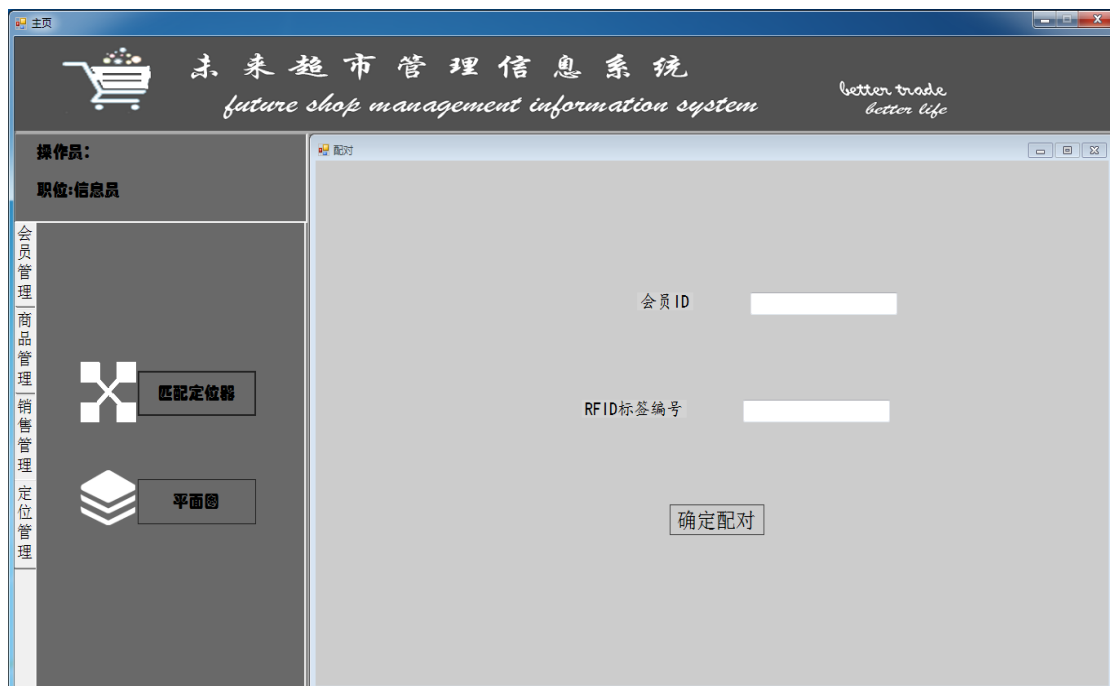 主页
未来超市管理信息系统
future shop management information system
better trade
better life
操作员:
职位:信息员
会员管理
商品管理
销售管理
定位管理
匹配定位器
平面图
配对
会员ID
RFID标签编号
确定配对